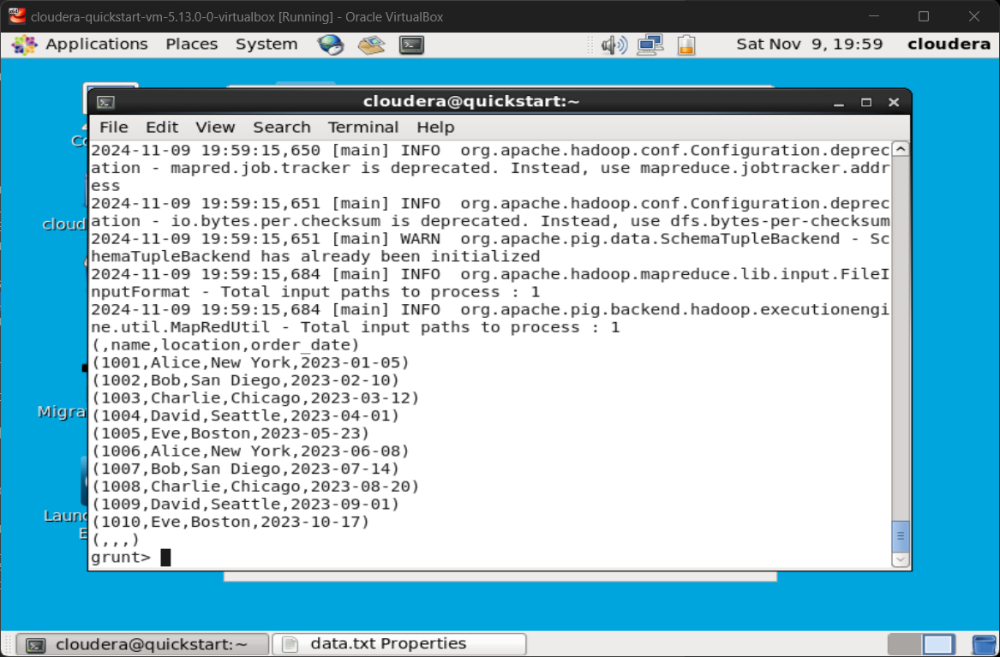 cloudera-quickstart-vm-5.13.0-0-virtualbox [Running] - Oracle VirtualBox
Applications Places System Sat Nov 9, 19:59 cloudera
cloudera@quickstart:~
File Edit View Search Terminal Help
2024-11-09 19:59:15,650 [main] INFO  org.apache.hadoop.conf.Configuration.deprec
ation - mapred.job.tracker is deprecated. Instead, use mapreduce.jobtracker.addr
ess
2024-11-09 19:59:15,651 [main] INFO  org.apache.hadoop.conf.Configuration.deprec
ation - io.bytes.per.checksum is deprecated. Instead, use dfs.bytes-per-checksum
2024-11-09 19:59:15,651 [main] WARN  org.apache.pig.data.SchemaTupleBackend - Sc
hemaTupleBackend has already been initialized
2024-11-09 19:59:15,684 [main] INFO  org.apache.hadoop.mapreduce.lib.input.FileI
nputFormat - Total input paths to process : 1
2024-11-09 19:59:15,684 [main] INFO  org.apache.pig.backend.hadoop.executionengi
ne.util.MapRedUtil - Total input paths to process : 1
(,name,location,order_date)
(1001,Alice,New York,2023-01-05)
(1002,Bob,San Diego,2023-02-10)
(1003,Charlie,Chicago,2023-03-12)
(1004,David,Seattle,2023-04-01)
(1005,Eve,Boston,2023-05-23)
(1006,Alice,New York,2023-06-08)
(1007,Bob,San Diego,2023-07-14)
(1008,Charlie,Chicago,2023-08-20)
(1009,David,Seattle,2023-09-01)
(1010,Eve,Boston,2023-10-17)
(,,,)
grunt>
cloud
Migra
Laun
cloudera@quickstart:~ data.txt Properties